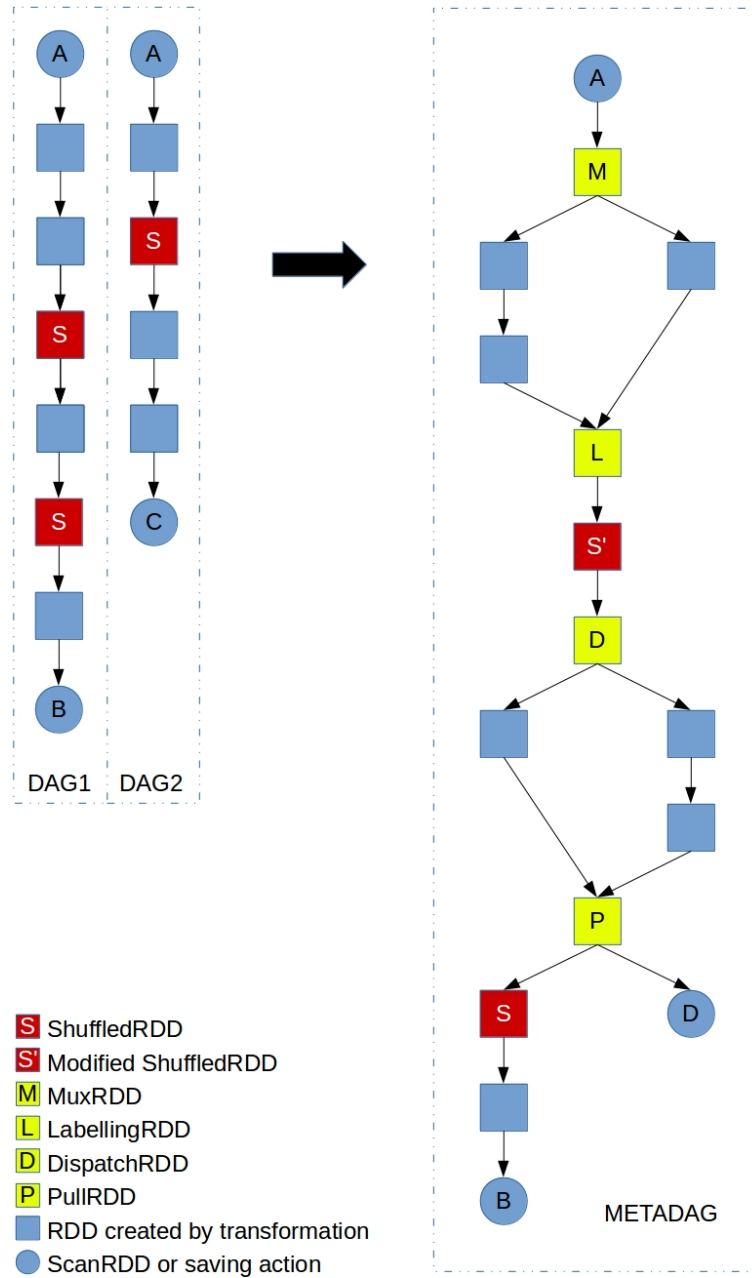 A
A
S
S
S
C
B
DAG1
DAG2
A
M
L
S'
D
P
S
D
B
METADAG
S ShuffledRDD
S' Modified ShuffledRDD
M MuxRDD
L LabellingRDD
D DispatchRDD
P PullRDD
RDD created by transformation
ScanRDD or saving action